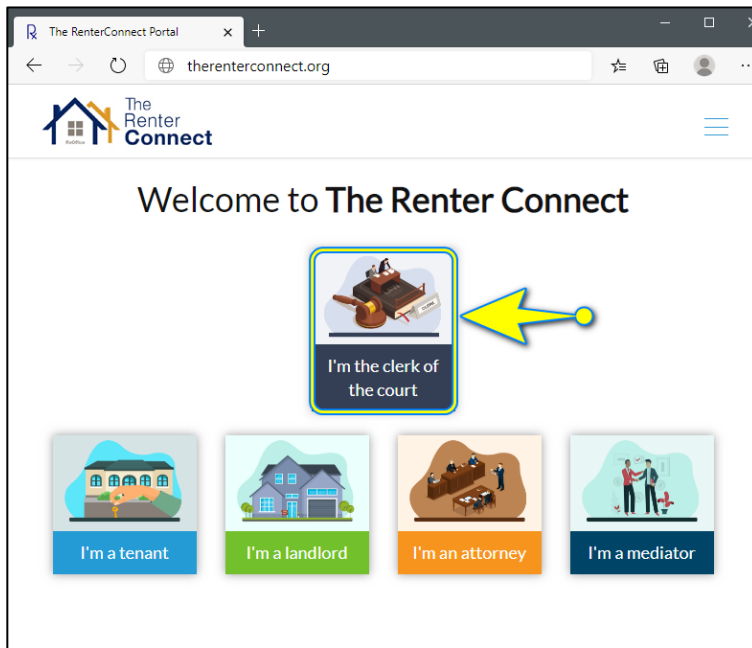 The RenterConnect Portal
therenterconnect.org
The
Renter
Connect
Welcome to The Renter Connect
CLERK
I'm the clerk of
the court
I'm a tenant
I'm a landlord
I'm an attorney
I'm a mediator